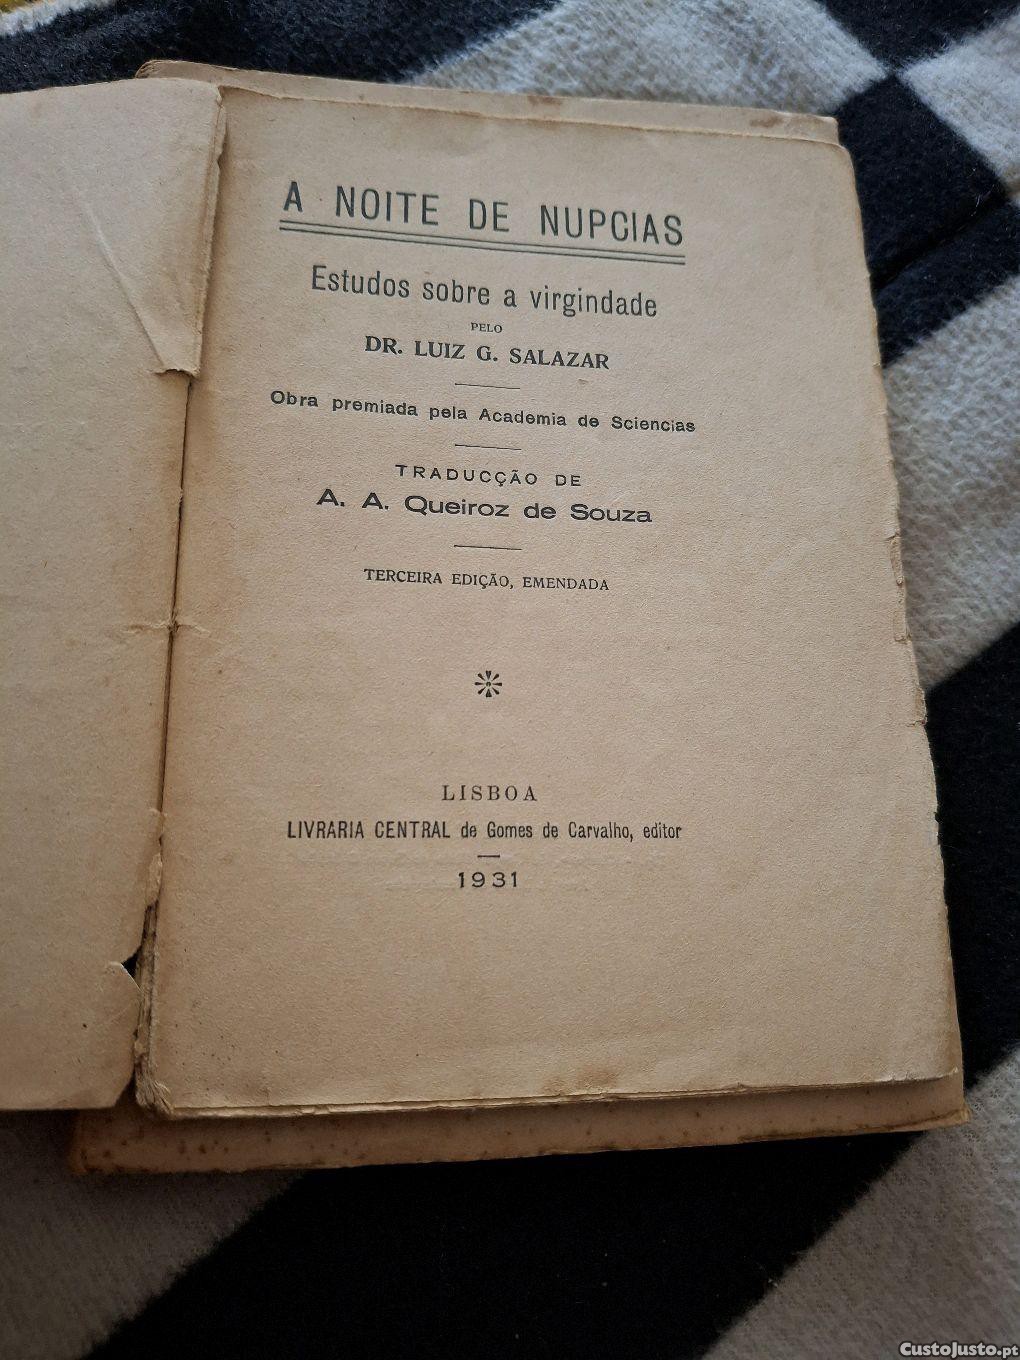 A NOITE DE NUPCIAS
Estudos sobre a virgindade
PELO
DR. LUIZ G. SALAZAR
Obra premiada pela Academia de Sciencias
TRADUCÇÃO DE
A. A. Queiroz de Souza
TERCEIRA EDIÇÃO, EMENDADA
LISBOA
LIVRARIA CENTRAL de Gomes de Carvalho, editor
1931
CustoJusto.pt